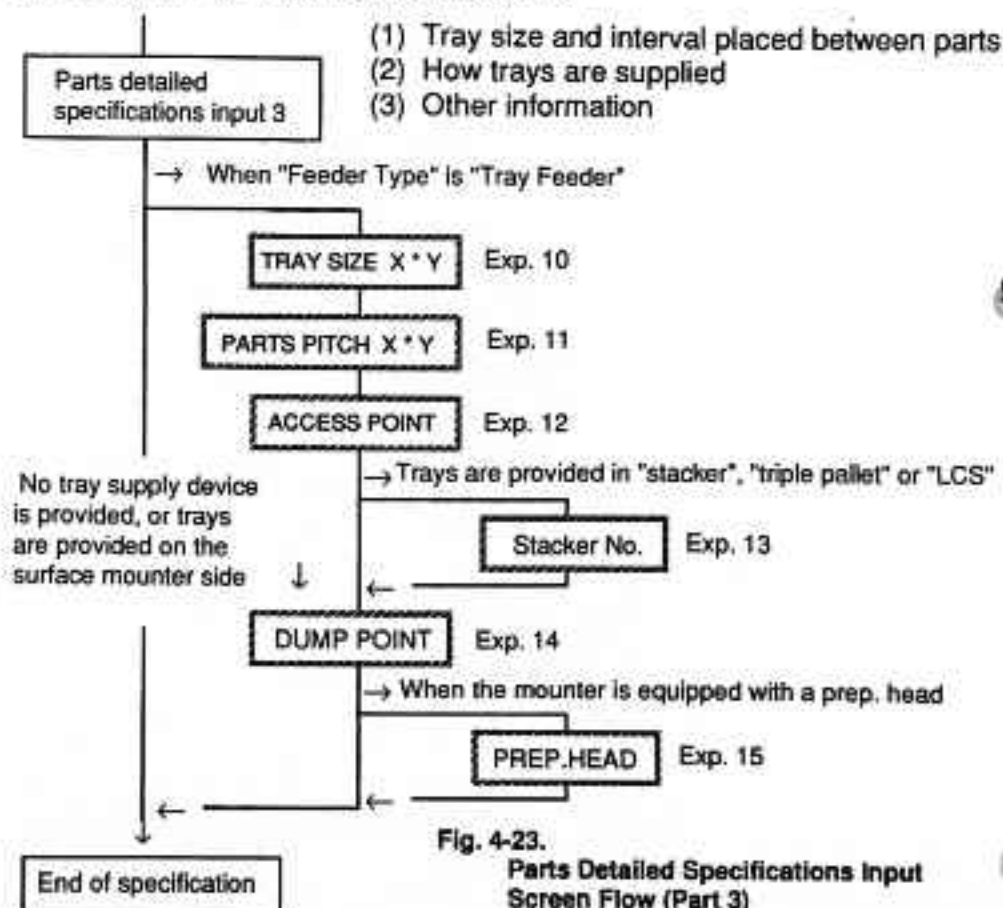 (1) Tray size and interval placed between parts
(2) How trays are supplied
(3) Other information
Parts detailed
specifications input 3
→ When "Feeder Type" is "Tray Feeder"
TRAY SIZE X * Y Exp. 10
PARTS PITCH X * Y Exp. 11
ACCESS POINT Exp. 12
→ Trays are provided in "stacker", "triple pallet" or "LCS"
No tray supply device
is provided, or trays
are provided on the
surface mounter side ↓
Stacker No. Exp. 13
←
DUMP POINT Exp. 14
→ When the mounter is equipped with a prep. head
PREP.HEAD Exp. 15
← ←
↓
End of specification
Fig. 4-23.
Parts Detailed Specifications Input
Screen Flow (Part 3)